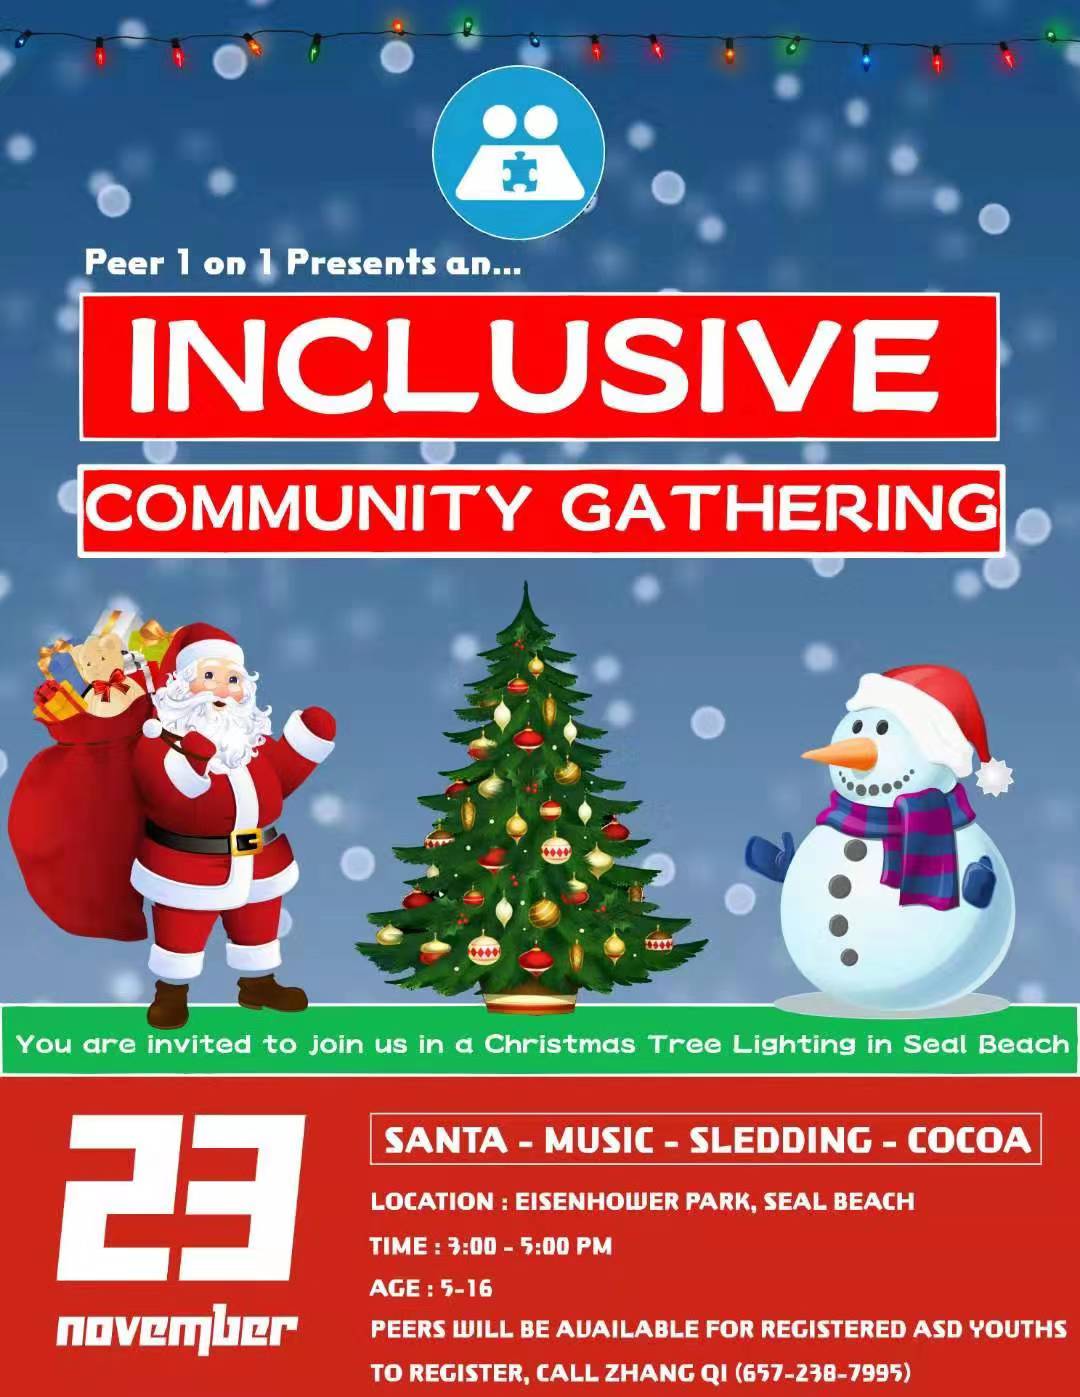 Peer 1 on 1 Presents an...
INCLUSIVE
COMMUNITY GATHERING
You are invited to join us in a Christmas Tree Lighting in Seal Beach
23
november
SANTA - MUSIC - SLEDDING - COCOA
LOCATION : EISENHOWER PARK, SEAL BEACH
TIME : 3:00 - 5:00 PM
AGE : 5-16
PEERS WILL BE AVAILABLE FOR REGISTERED ASD YOUTHS
TO REGISTER, CALL ZHANG QI (657-238-7995)